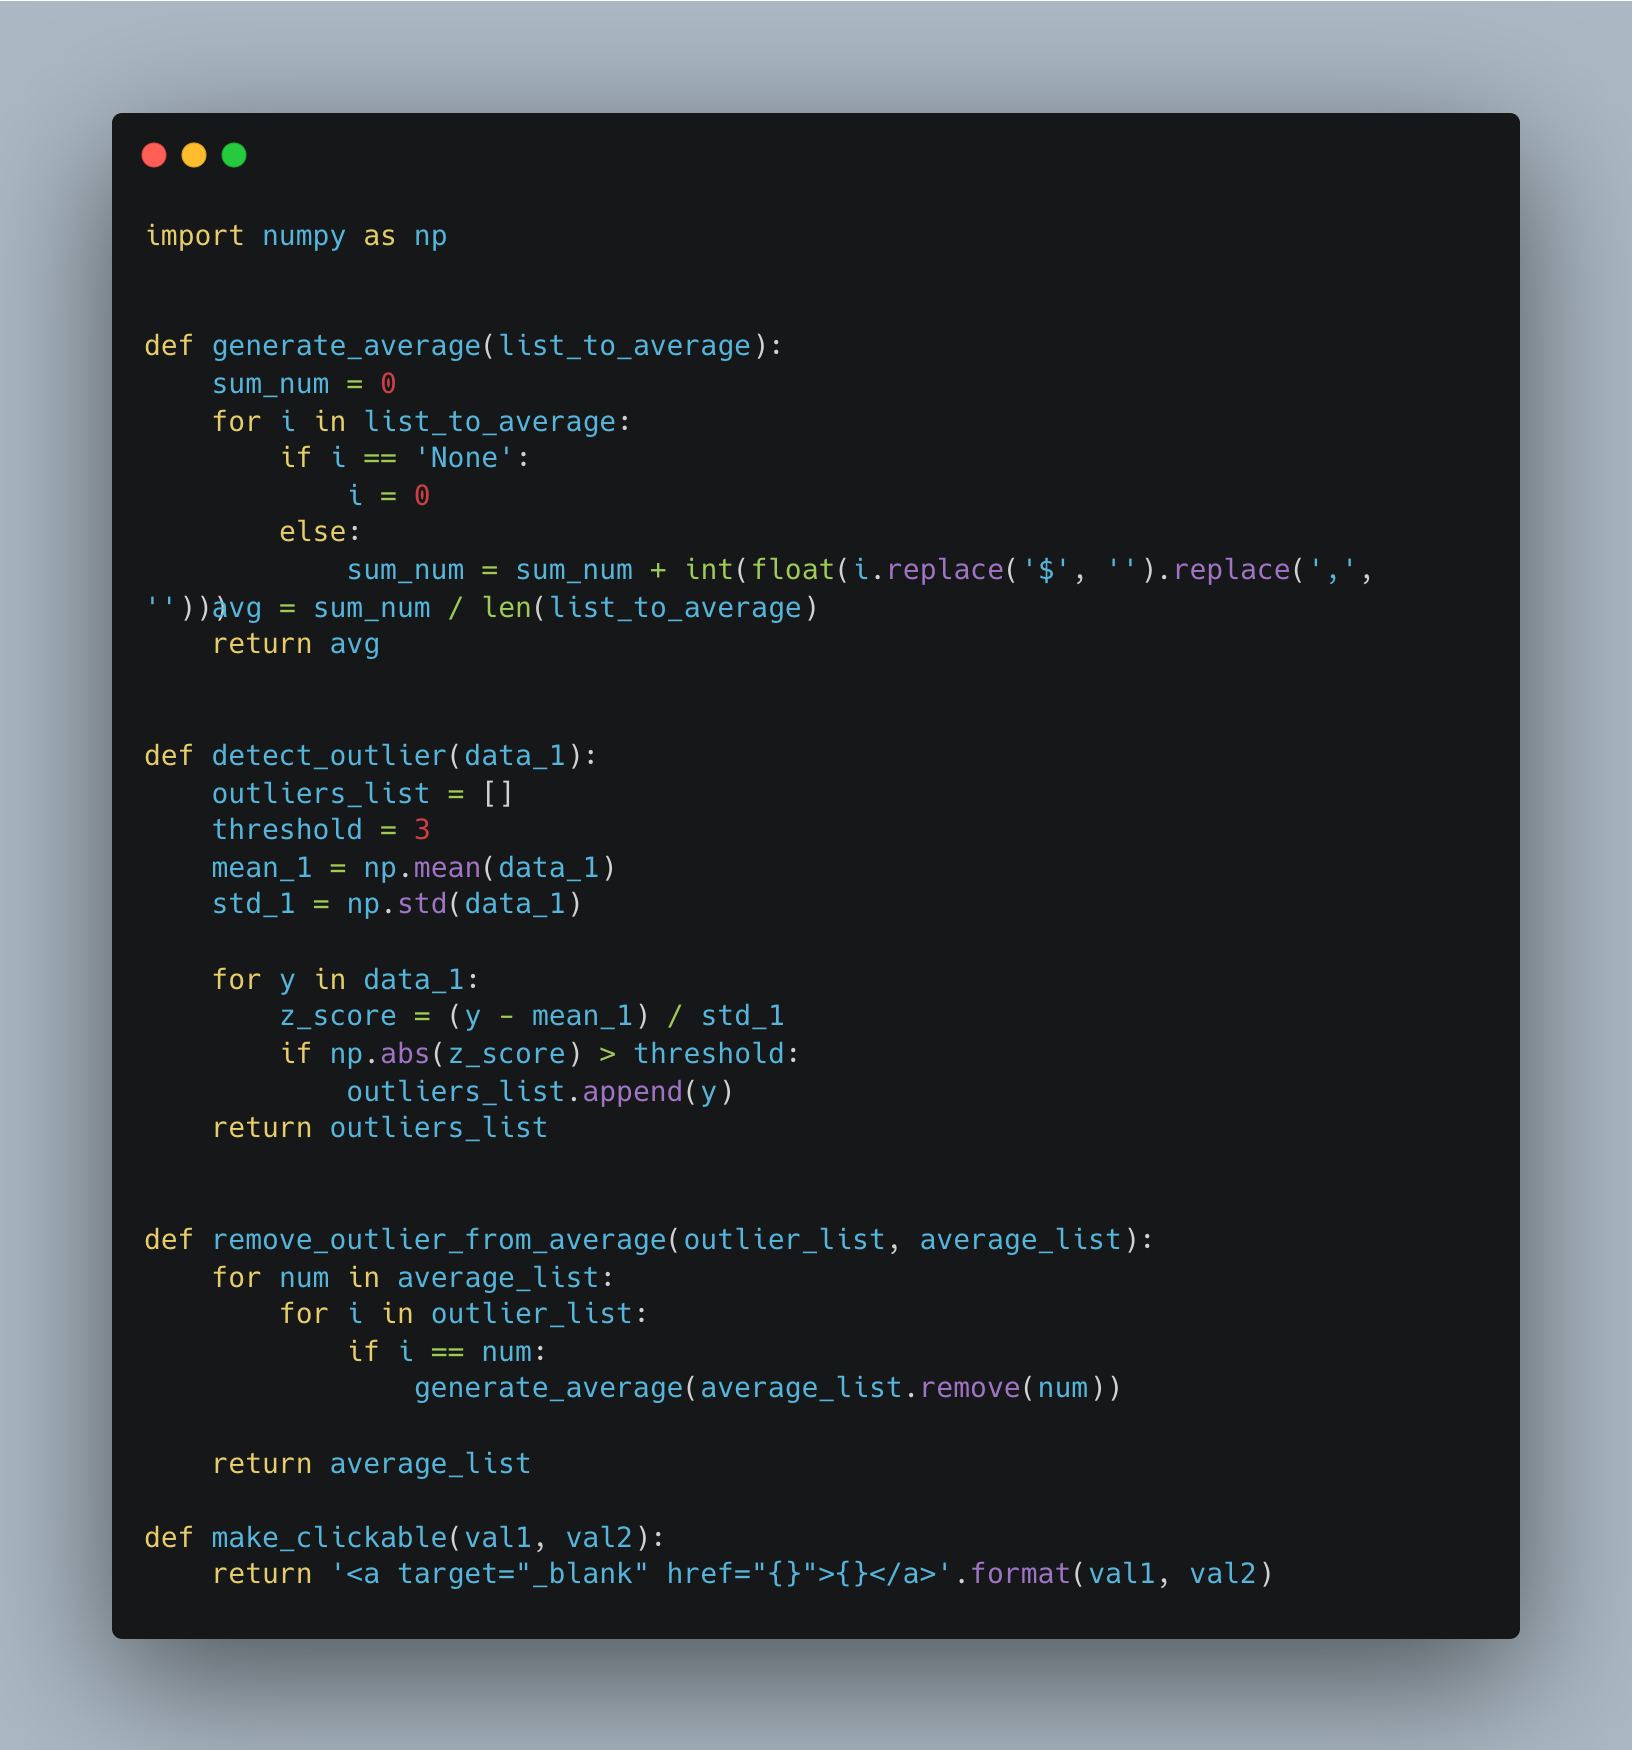 import numpy as np
def generate_average(list_to_average):
    sum_num = 0
    for i in list_to_average:
        if i == 'None':
            i = 0
        else:
            sum_num = sum_num + int(float(i.replace('$', '').replace(',',
'')))avg = sum_num / len(list_to_average)
    return avg
def detect_outlier(data_1):
    outliers_list = []
    threshold = 3
    mean_1 = np.mean(data_1)
    std_1 = np.std(data_1)
    for y in data_1:
        z_score = (y - mean_1) / std_1
        if np.abs(z_score) > threshold:
            outliers_list.append(y)
    return outliers_list
def remove_outlier_from_average(outlier_list, average_list):
    for num in average_list:
        for i in outlier_list:
            if i == num:
                generate_average(average_list.remove(num))
    return average_list
def make_clickable(val1, val2):
    return '<a target="_blank" href="{}">{}</a>'.format(val1, val2)